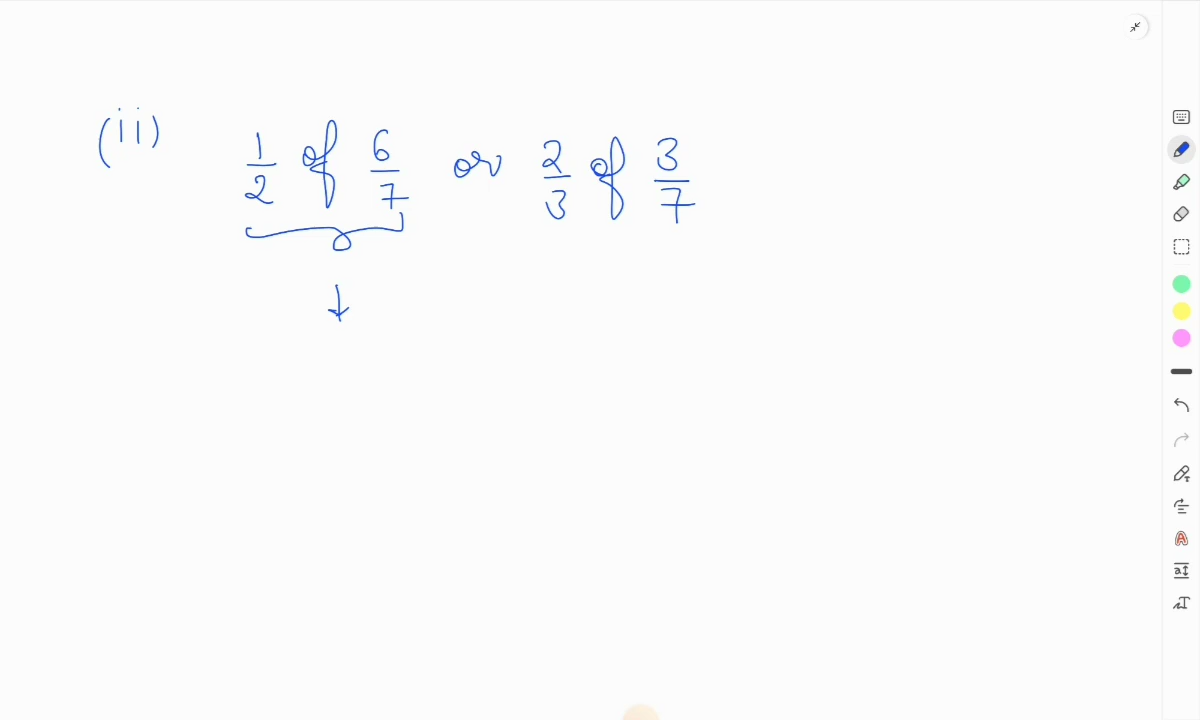 (ii) 1/2 of 6/7 or 2/3 of 3/7